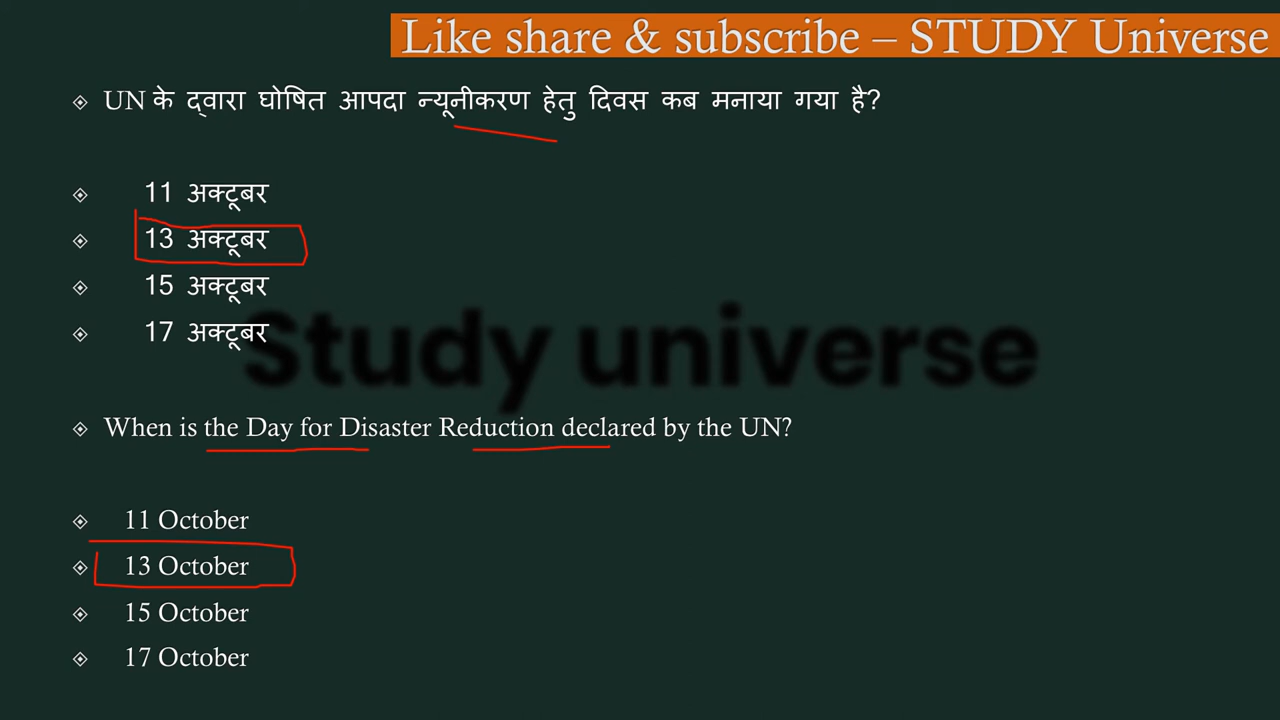 Like share & subscribe – STUDY Universe
UN के द्वारा घोषित आपदा न्यूनीकरण हेतु दिवस कब मनाया गया है?
11 अक्टूबर
13 अक्टूबर
15 अक्टूबर
17 अक्टूबर
Study universe
When is the Day for Disaster Reduction declared by the UN?
11 October
13 October
15 October
17 October